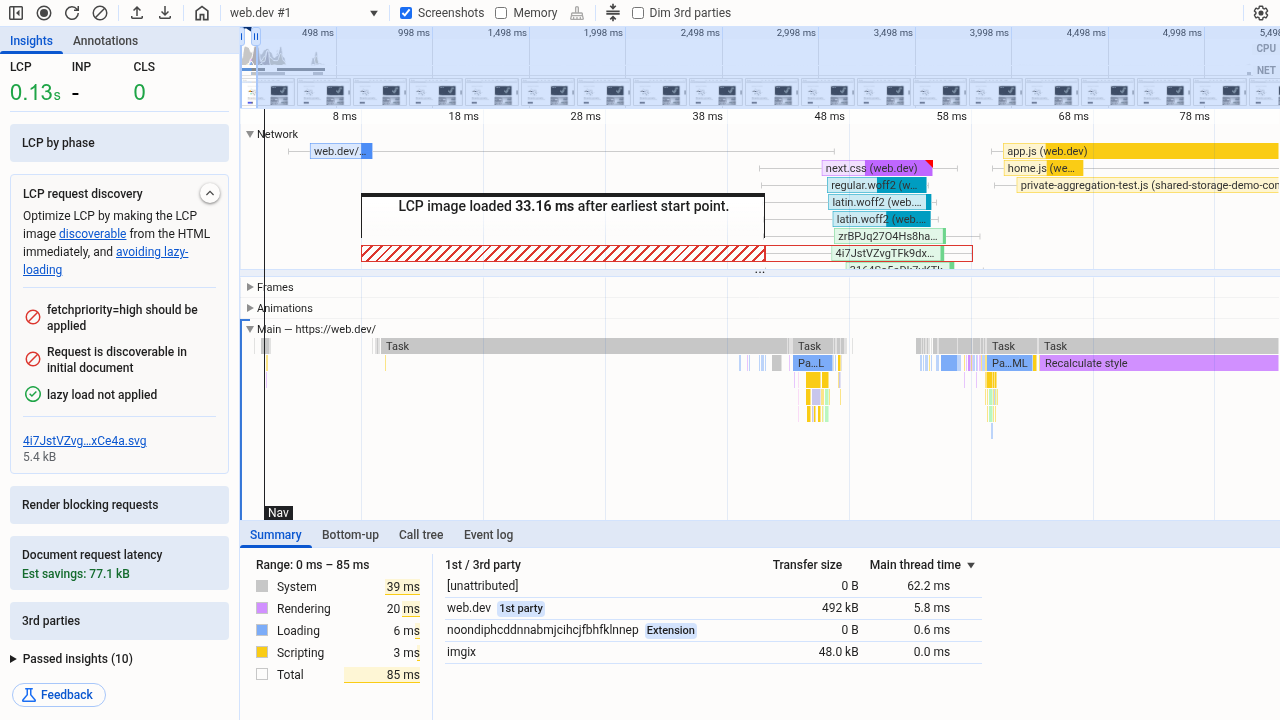 web.dev #1
Screenshots
Memory
Dim 3rd parties
Insights
Annotations
LCP
INP
CLS
0.13s
-
0
LCP by phase
LCP request discovery
Optimize LCP by making the LCP
image discoverable from the HTML
immediately, and avoiding lazy-
loading
fetchpriority=high should be
applied
Request is discoverable in
initial document
lazy load not applied
4i7JstVZvg…xCe4a.svg
5.4 kB
Render blocking requests
Document request latency
Est savings: 77.1 kB
3rd parties
Passed insights (10)
Feedback
498 ms
998 ms
1,498 ms
1,998 ms
2,498 ms
2,998 ms
3,498 ms
3,998 ms
4,498 ms
4,998 ms
5,498
CPU
NET
8 ms
18 ms
28 ms
38 ms
48 ms
58 ms
68 ms
78 ms
Network
web.dev/…
app.js (web.dev)
next.css (web.dev)
home.js (we…
regular.woff2 (w…
private-aggregation-test.js (shared-storage-demo-con
latin.woff2 (web.…
LCP image loaded 33.16 ms after earliest start point.
latin.woff2 (web.…
zrBPJq27O4Hs8ha…
4i7JstVZvgTFk9dx…
…
Frames
Animations
Main — https://web.dev/
Task
Task
Task
Task
Pa…L
Pa…ML
Recalculate style
Nav
Summary
Bottom-up
Call tree
Event log
Range: 0 ms – 85 ms
System
39 ms
Rendering
20 ms
Loading
6 ms
Scripting
3 ms
Total
85 ms
1st / 3rd party
Transfer size
Main thread time
[unattributed]
0 B
62.2 ms
web.dev
1st party
492 kB
5.8 ms
noondiphcddnnabmjcihcjfbhfklnnep
Extension
0 B
0.6 ms
imgix
48.0 kB
0.0 ms